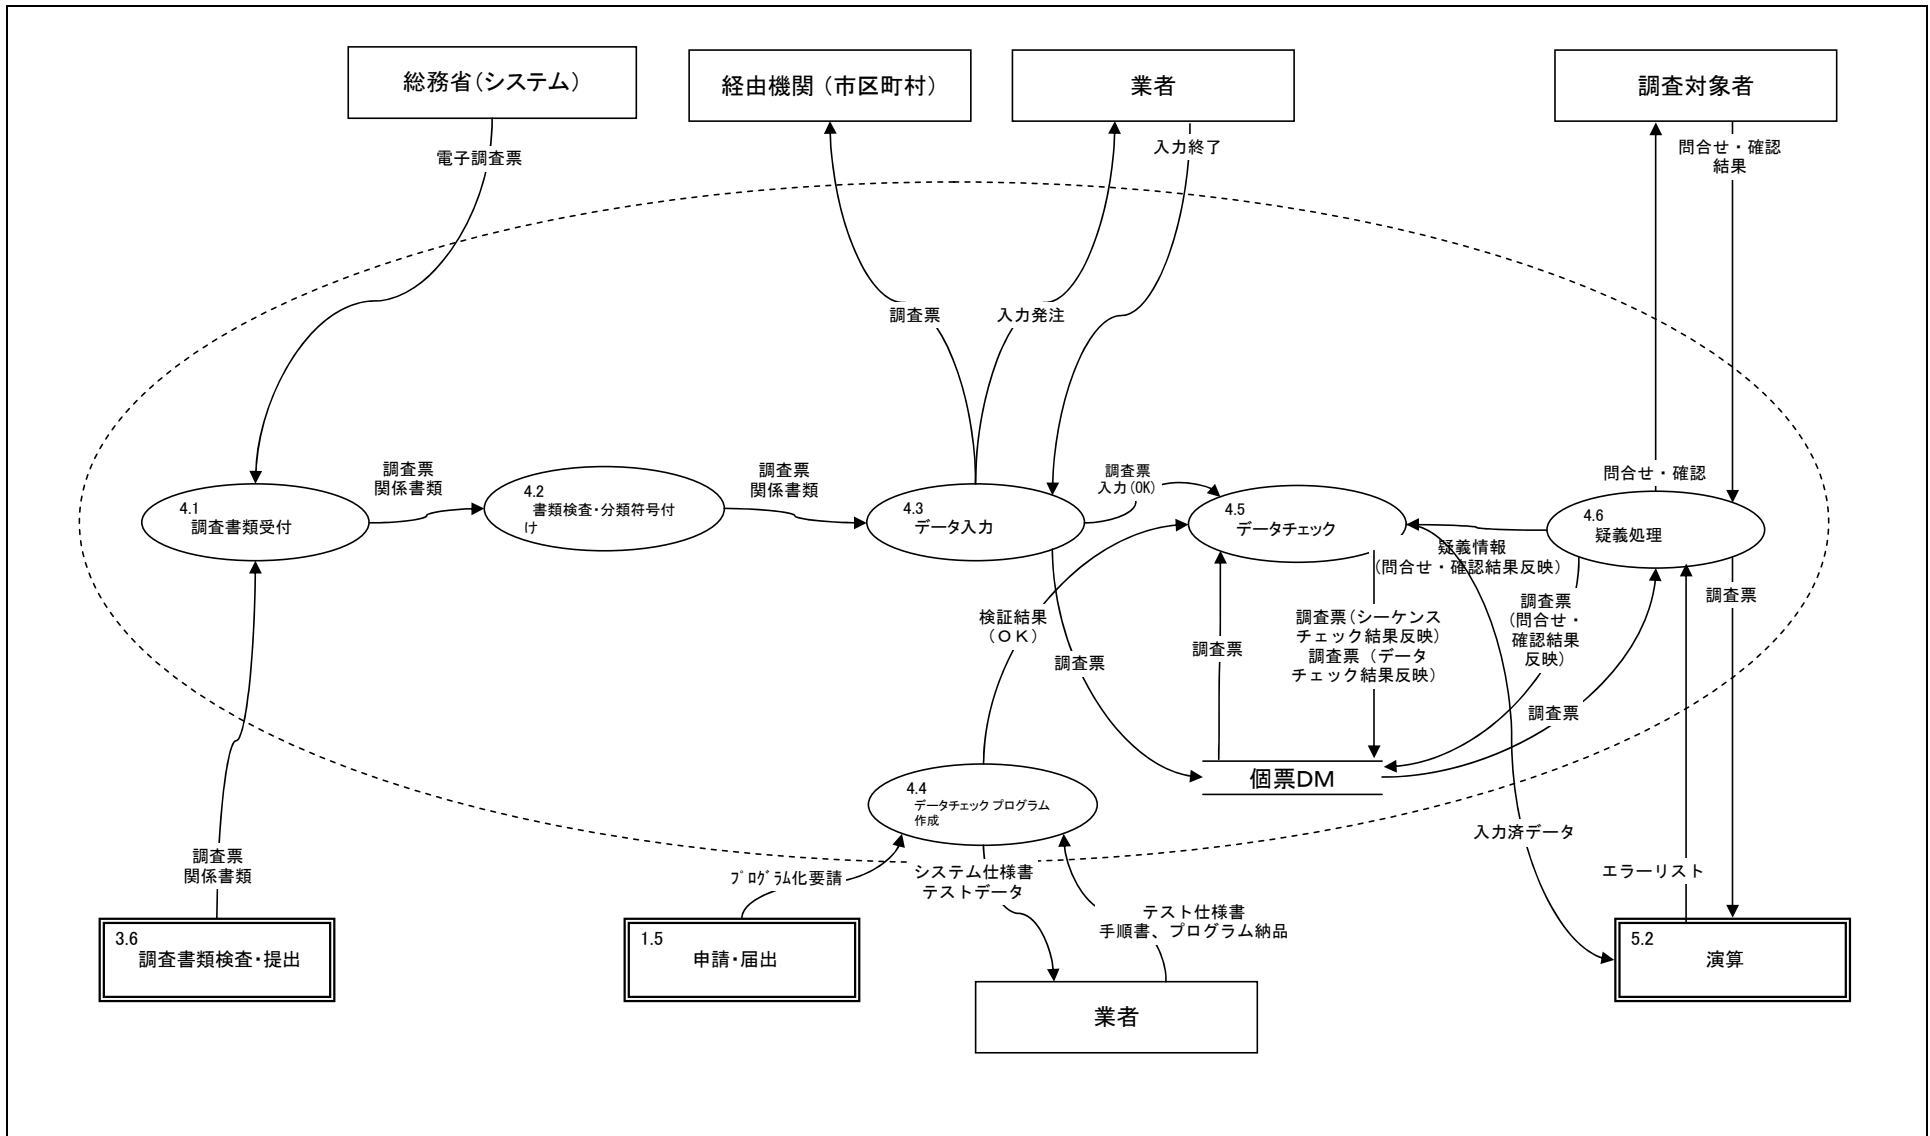 総務省(システム)
経由機関(市区町村)
業者
調査対象者
電子調査票
入力終了
問合せ・確認
結果
調査票
入力発注
調査票
関係書類
調査票
関係書類
調査票
入力(OK)
問合せ・確認
4.1
調査書類受付
4.2
書類検査・分類符号付
け
4.3
データ入力
4.5
データチェック
4.6
疑義処理
疑義情報
(問合せ・確認結果反映)
検証結果
(OK)
調査票
調査票
調査票(シーケンス
チェック結果反映)
調査票(データ
チェック結果反映)
調査票
(問合せ・
確認結果
反映)
調査票
調査票
個票DM
4.4
データチェックプログラム
作成
入力済データ
調査票
関係書類
プログラム化要請
システム仕様書
テストデータ
エラーリスト
テスト仕様書
手順書、プログラム納品
3.6
調査書類検査・提出
1.5
申請・届出
5.2
演算
業者